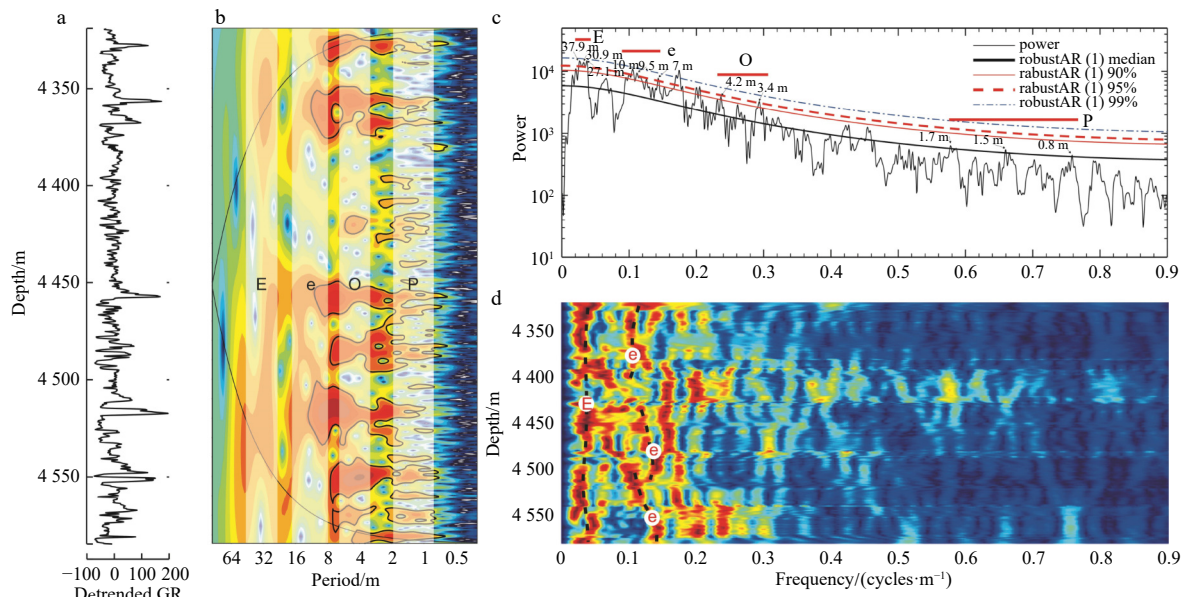 a
Depth/m
4 350
4 400
4 450
4 500
4 550
−100 0 100 200
Detrended GR
b
E e O P
64 32 16 8 4 2 1 0.5
Period/m
c
Power
10⁴
10³
10²
10¹
E
e
O
P
37.9 m
30.9 m
27.1 m
10 m
9.5 m
7 m
4.2 m
3.4 m
1.7 m
1.5 m
0.8 m
power
robustAR (1) median
rabustAR (1) 90%
rabustAR (1) 95%
robustAR (1) 99%
0 0.1 0.2 0.3 0.4 0.5 0.6 0.7 0.8 0.9
d
Depth/m
4 350
4 400
4 450
4 500
4 550
e
E
e
e
0 0.1 0.2 0.3 0.4 0.5 0.6 0.7 0.8 0.9
Frequency/(cycles·m⁻¹)